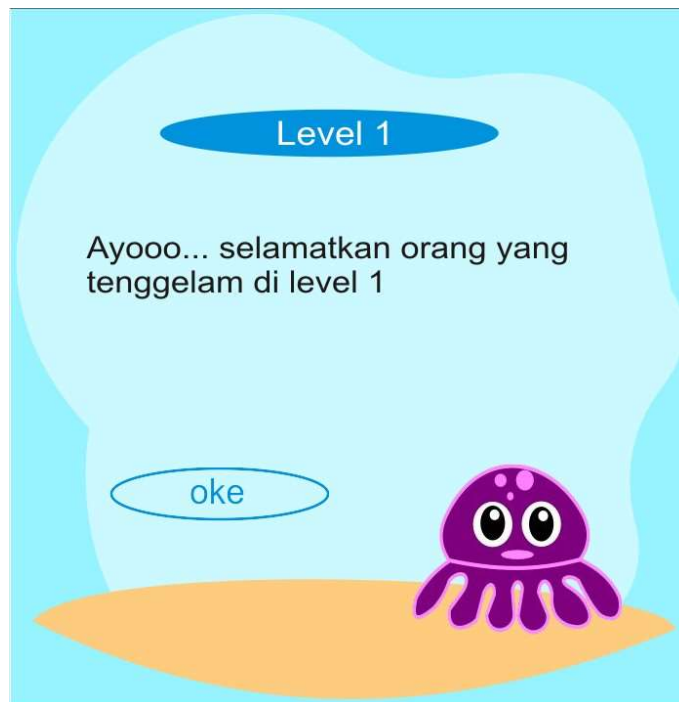 Level 1
Ayooo... selamatkan orang yang
tenggelam di level 1
oke